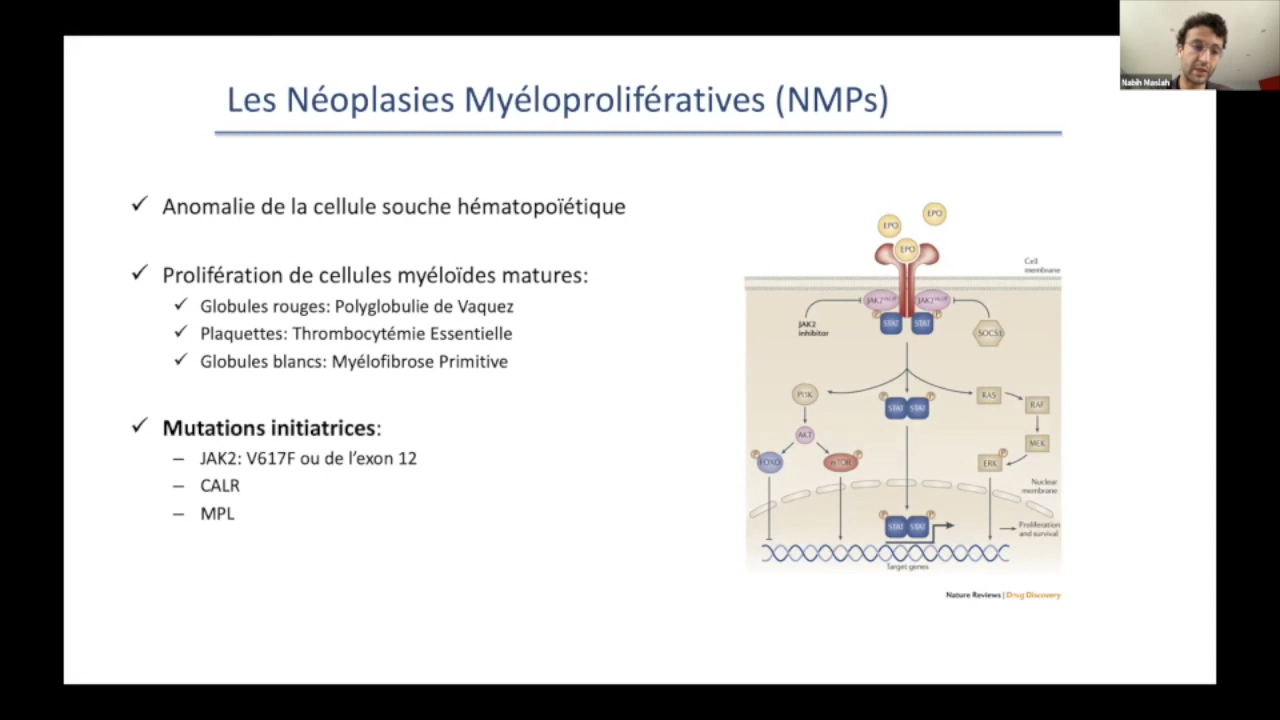 Les Néoplasies Myéloprolifératives (NMPs)
Nabih Maslah
✓ Anomalie de la cellule souche hématopoïétique
✓ Prolifération de cellules myéloïdes matures:
✓ Globules rouges: Polyglobulie de Vaquez
✓ Plaquettes: Thrombocytémie Essentielle
✓ Globules blancs: Myélofibrose Primitive
✓ Mutations initiatrices:
– JAK2: V617F ou de l’exon 12
– CALR
– MPL
EPO
EPO
EPO
Cell
membrane
JAK2
JAK2
P
P
STAT
STAT
JAK2
inhibitor
SOCS1
PI3K
P
P
STAT
STAT
RAS
RAF
AKT
MEK
P
FOXO
P
mTOR
P
ERK
Nuclear
membrane
P
P
STAT
STAT
Proliferation
and survival
Target genes
Nature Reviews | Drug Discovery